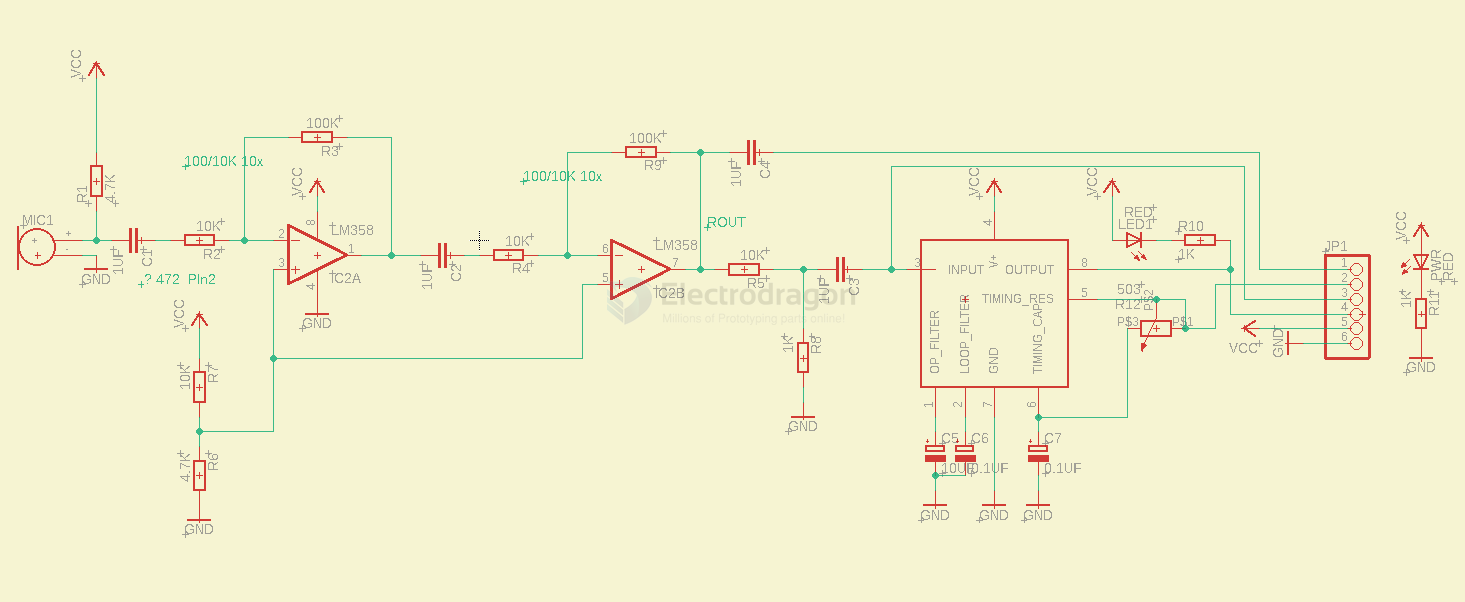 VCC
R1
4.7K
MIC1
GND
1UF
C1
? 472 Pin2
10K
R2
100/10K 10x
100K
R3
VCC
8
2
3
1
4
LM358
IC2A
GND
VCC
10K
R7
4.7K
R6
GND
1UF
C2
10K
R4
100/10K 10x
100K
R9
6
5
7
LM358
IC2B
ROUT
1UF
C4
10K
R5
1UF
C3
1K
R8
GND
Electrodragon
Millions of Prototyping parts online!
VCC
4
3
INPUT
V+
OUTPUT
8
TIMING_RES
5
OP_FILTER
LOOP_FILTER
GND
TIMING_CAP
1
2
7
6
C5
10UF
C6
0.1UF
C7
0.1UF
GND
GND
GND
VCC
RED
LED1
R10
1K
503
R12
P$2
P$3
P$1
VCC
GND
JP1
1
2
3
4
5
6
VCC
PWR
RED
1K
R11
GND